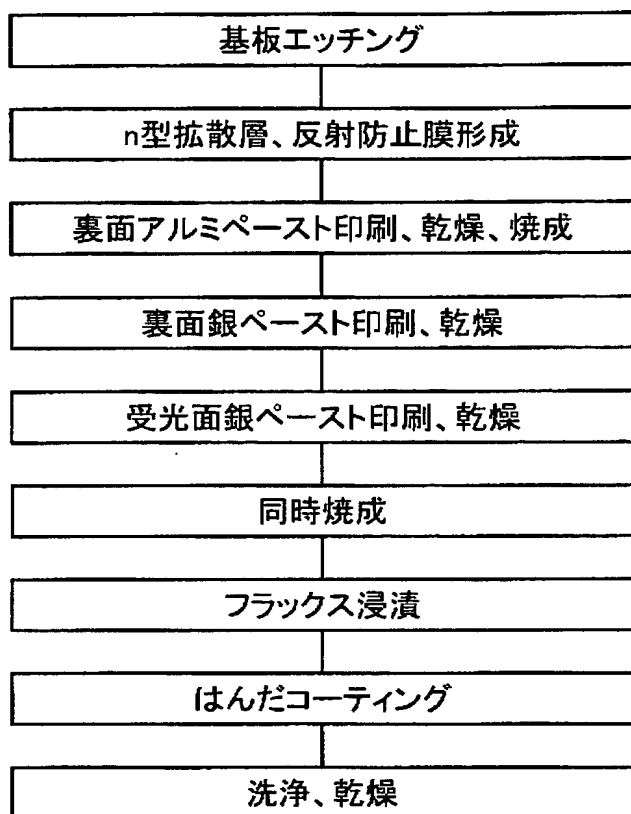 基板エッチング
n型拡散層、反射防止膜形成
裏面アルミペースト印刷、乾燥、焼成
裏面銀ペースト印刷、乾燥
受光面銀ペースト印刷、乾燥
同時焼成
フラックス浸漬
はんだコーティング
洗浄、乾燥